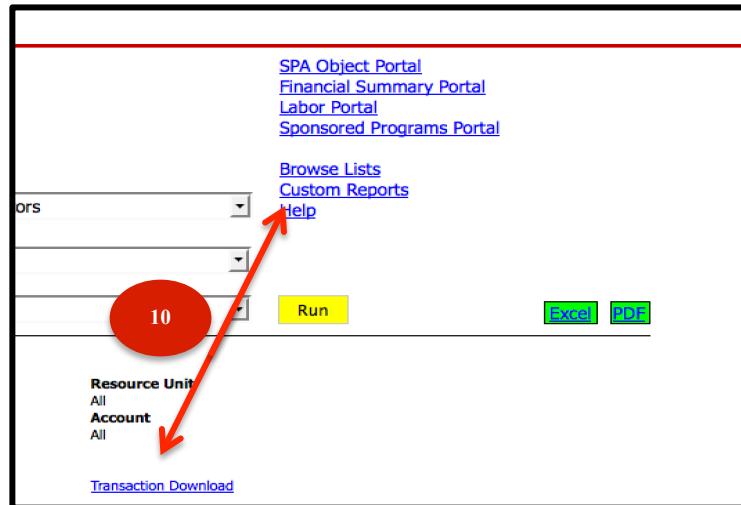 SPA Object Portal
Financial Summary Portal
Labor Portal
Sponsored Programs Portal
Browse Lists
Custom Reports
ors
Help
10
Run
Excel
PDF
Resource Unit
All
Account
All
Transaction Download